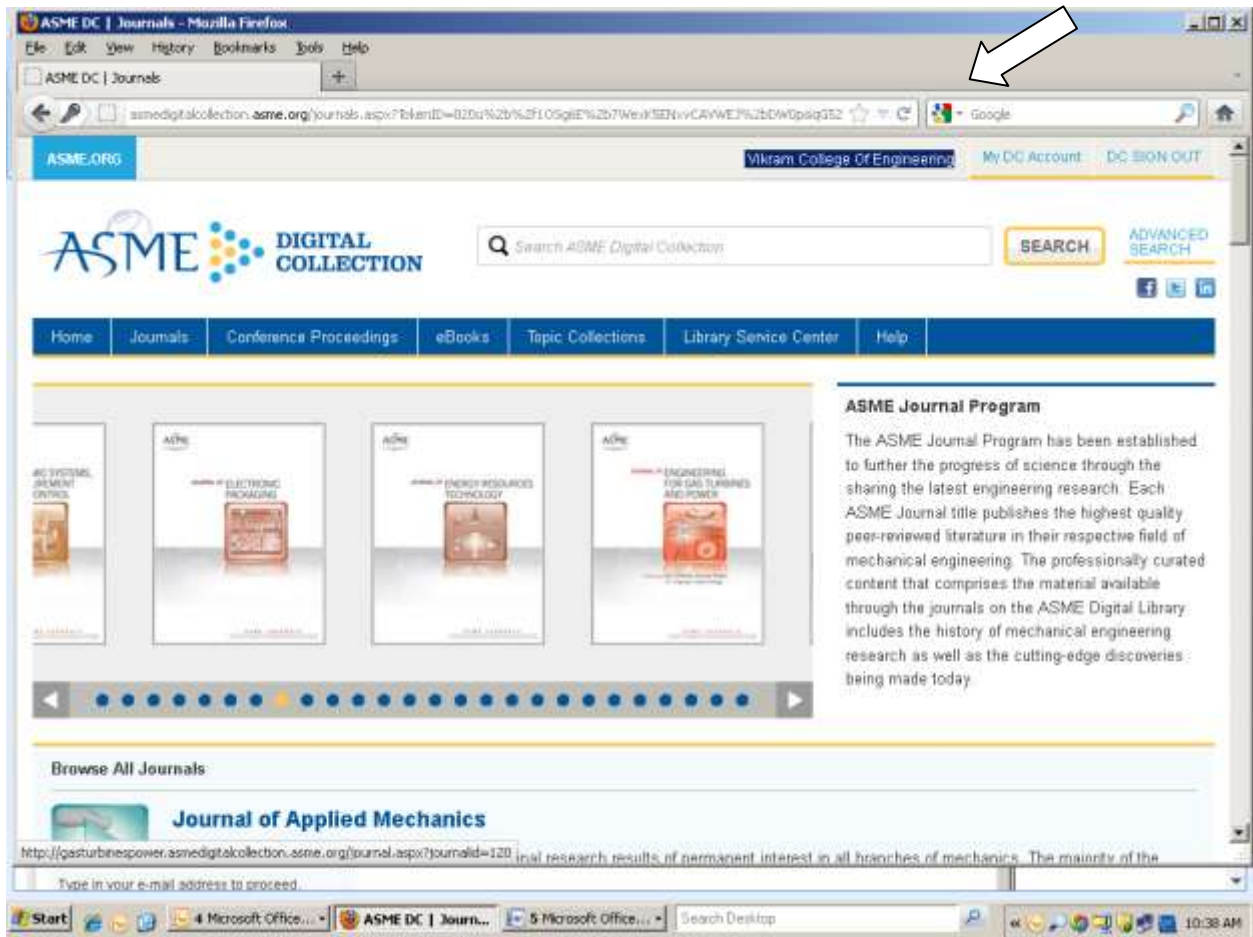 ASME DC | Journals - Mozilla Firefox
File Edit View History Bookmarks Tools Help
ASME DC | Journals
Google
ASME.ORG
Vikram College Of Engineering
My DC Account
DC SIGN OUT
ASME
DIGITAL
COLLECTION
Search ASME Digital Collection
SEARCH
ADVANCED
SEARCH
Home
Journals
Conference Proceedings
eBooks
Topic Collections
Library Service Center
Help
ASME
ELECTRONIC
PACKAGING
ASME
ENERGY RESOURCES
TECHNOLOGY
ASME
ENGINEERING
FOR GAS TURBINES
AND POWER
ASME Journal Program
The ASME Journal Program has been established
to further the progress of science through the
sharing the latest engineering research. Each
ASME Journal title publishes the highest quality
peer-reviewed literature in their respective field of
mechanical engineering. The professionally curated
content that comprises the material available
through the journals on the ASME Digital Library
includes the history of mechanical engineering
research as well as the cutting-edge discoveries
being made today.
Browse All Journals
Journal of Applied Mechanics
http://gasturbinespower.asmedigitalcollection.asme.org/journal.aspx?journalid=120
inal research results of permanent interest in all branches of mechanics. The majority of the
Type in your e-mail address to proceed.
Start
4 Microsoft Office...
ASME DC | Journ...
5 Microsoft Office...
Search Desktop
10:38 AM